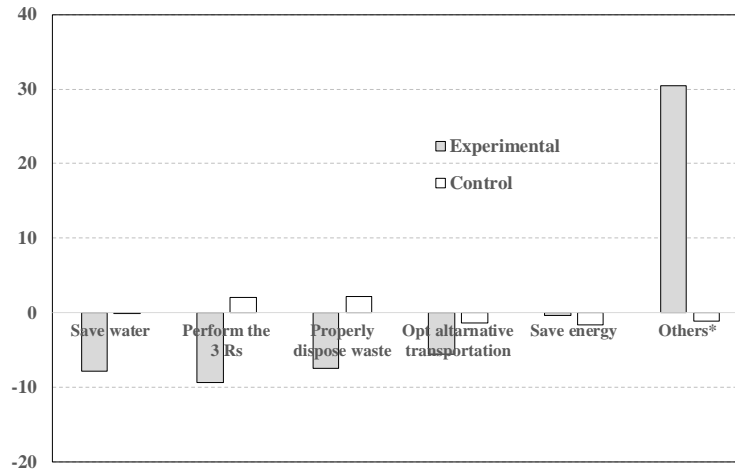 40
30
20
10
0
-10
-20
Experimental
Control
Save water
Perform the
3 Rs
Properly
dispose waste
Opt altarnative
transportation
Save energy
Others*